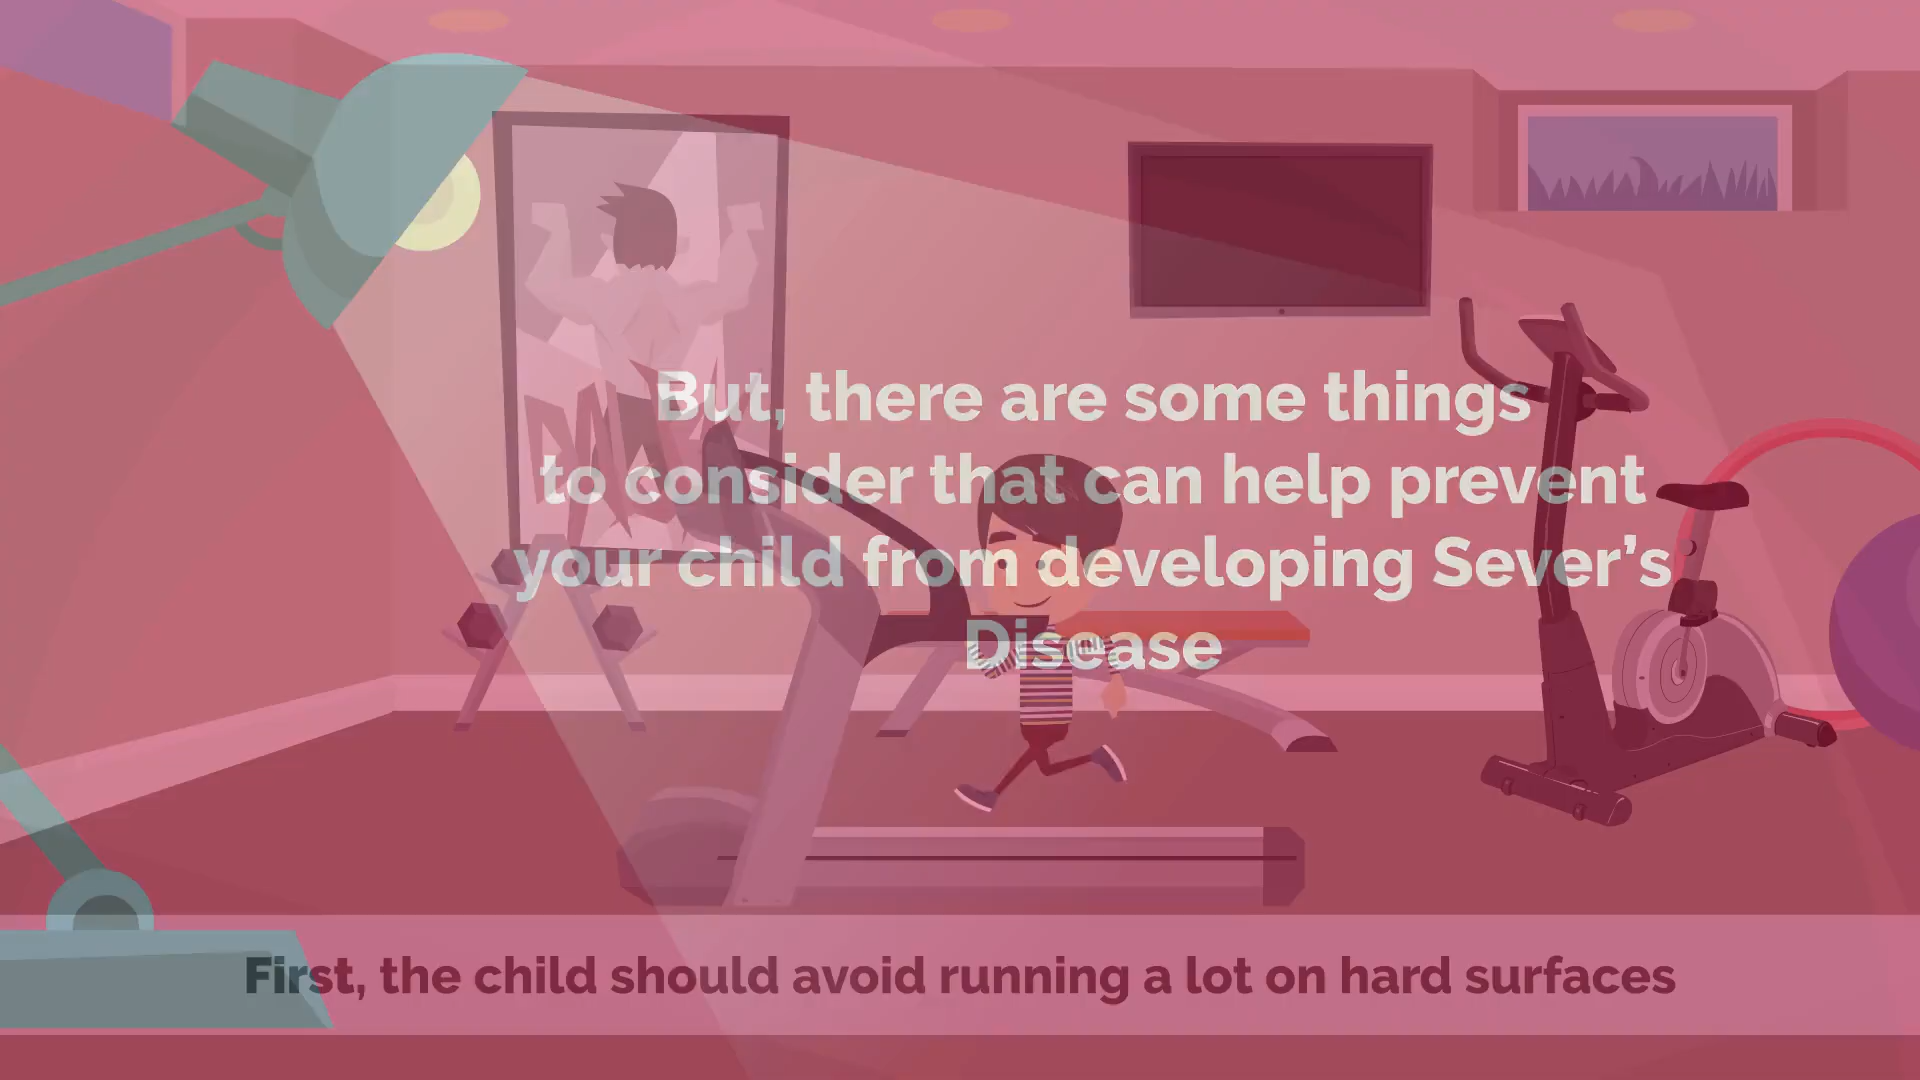 But, there are some things
to consider that can help prevent
your child from developing Sever’s
Disease
First, the child should avoid running a lot on hard surfaces